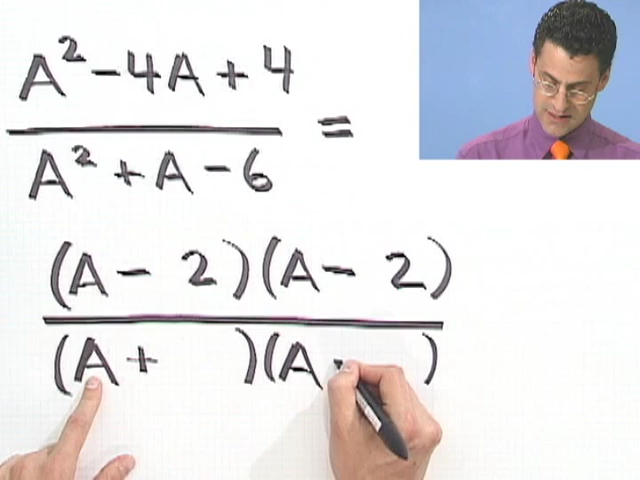 A² - 4A + 4
=
A² + A - 6
(A - 2)(A - 2)
(A + )(A - )